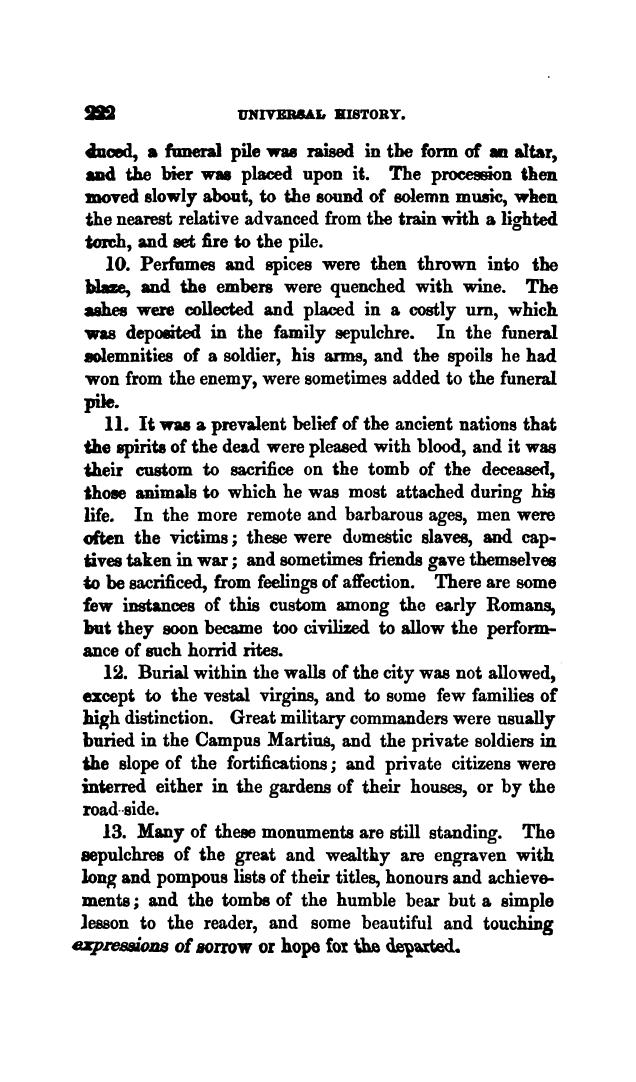 222 UNIVERSAL HISTORY.
duced, a funeral pile was raised in the form of an altar,
and the bier was placed upon it. The procession then
moved slowly about, to the sound of solemn music, when
the nearest relative advanced from the train with a lighted
torch, and set fire to the pile.
10. Perfumes and spices were then thrown into the
blaze, and the embers were quenched with wine. The
ashes were collected and placed in a costly urn, which
was deposited in the family sepulchre. In the funeral
solemnities of a soldier, his arms, and the spoils he had
won from the enemy, were sometimes added to the funeral
pile.
11. It was a prevalent belief of the ancient nations that
the spirits of the dead were pleased with blood, and it was
their custom to sacrifice on the tomb of the deceased,
those animals to which he was most attached during his
life. In the more remote and barbarous ages, men were
often the victims; these were domestic slaves, and cap-
tives taken in war; and sometimes friends gave themselves
to be sacrificed, from feelings of affection. There are some
few instances of this custom among the early Romans,
but they soon became too civilized to allow the perform-
ance of such horrid rites.
12. Burial within the walls of the city was not allowed,
except to the vestal virgins, and to some few families of
high distinction. Great military commanders were usually
buried in the Campus Martius, and the private soldiers in
the slope of the fortifications; and private citizens were
interred either in the gardens of their houses, or by the
road-side.
13. Many of these monuments are still standing. The
sepulchres of the great and wealthy are engraven with
long and pompous lists of their titles, honours and achieve-
ments; and the tombs of the humble bear but a simple
lesson to the reader, and some beautiful and touching
expressions of sorrow or hope for the departed.